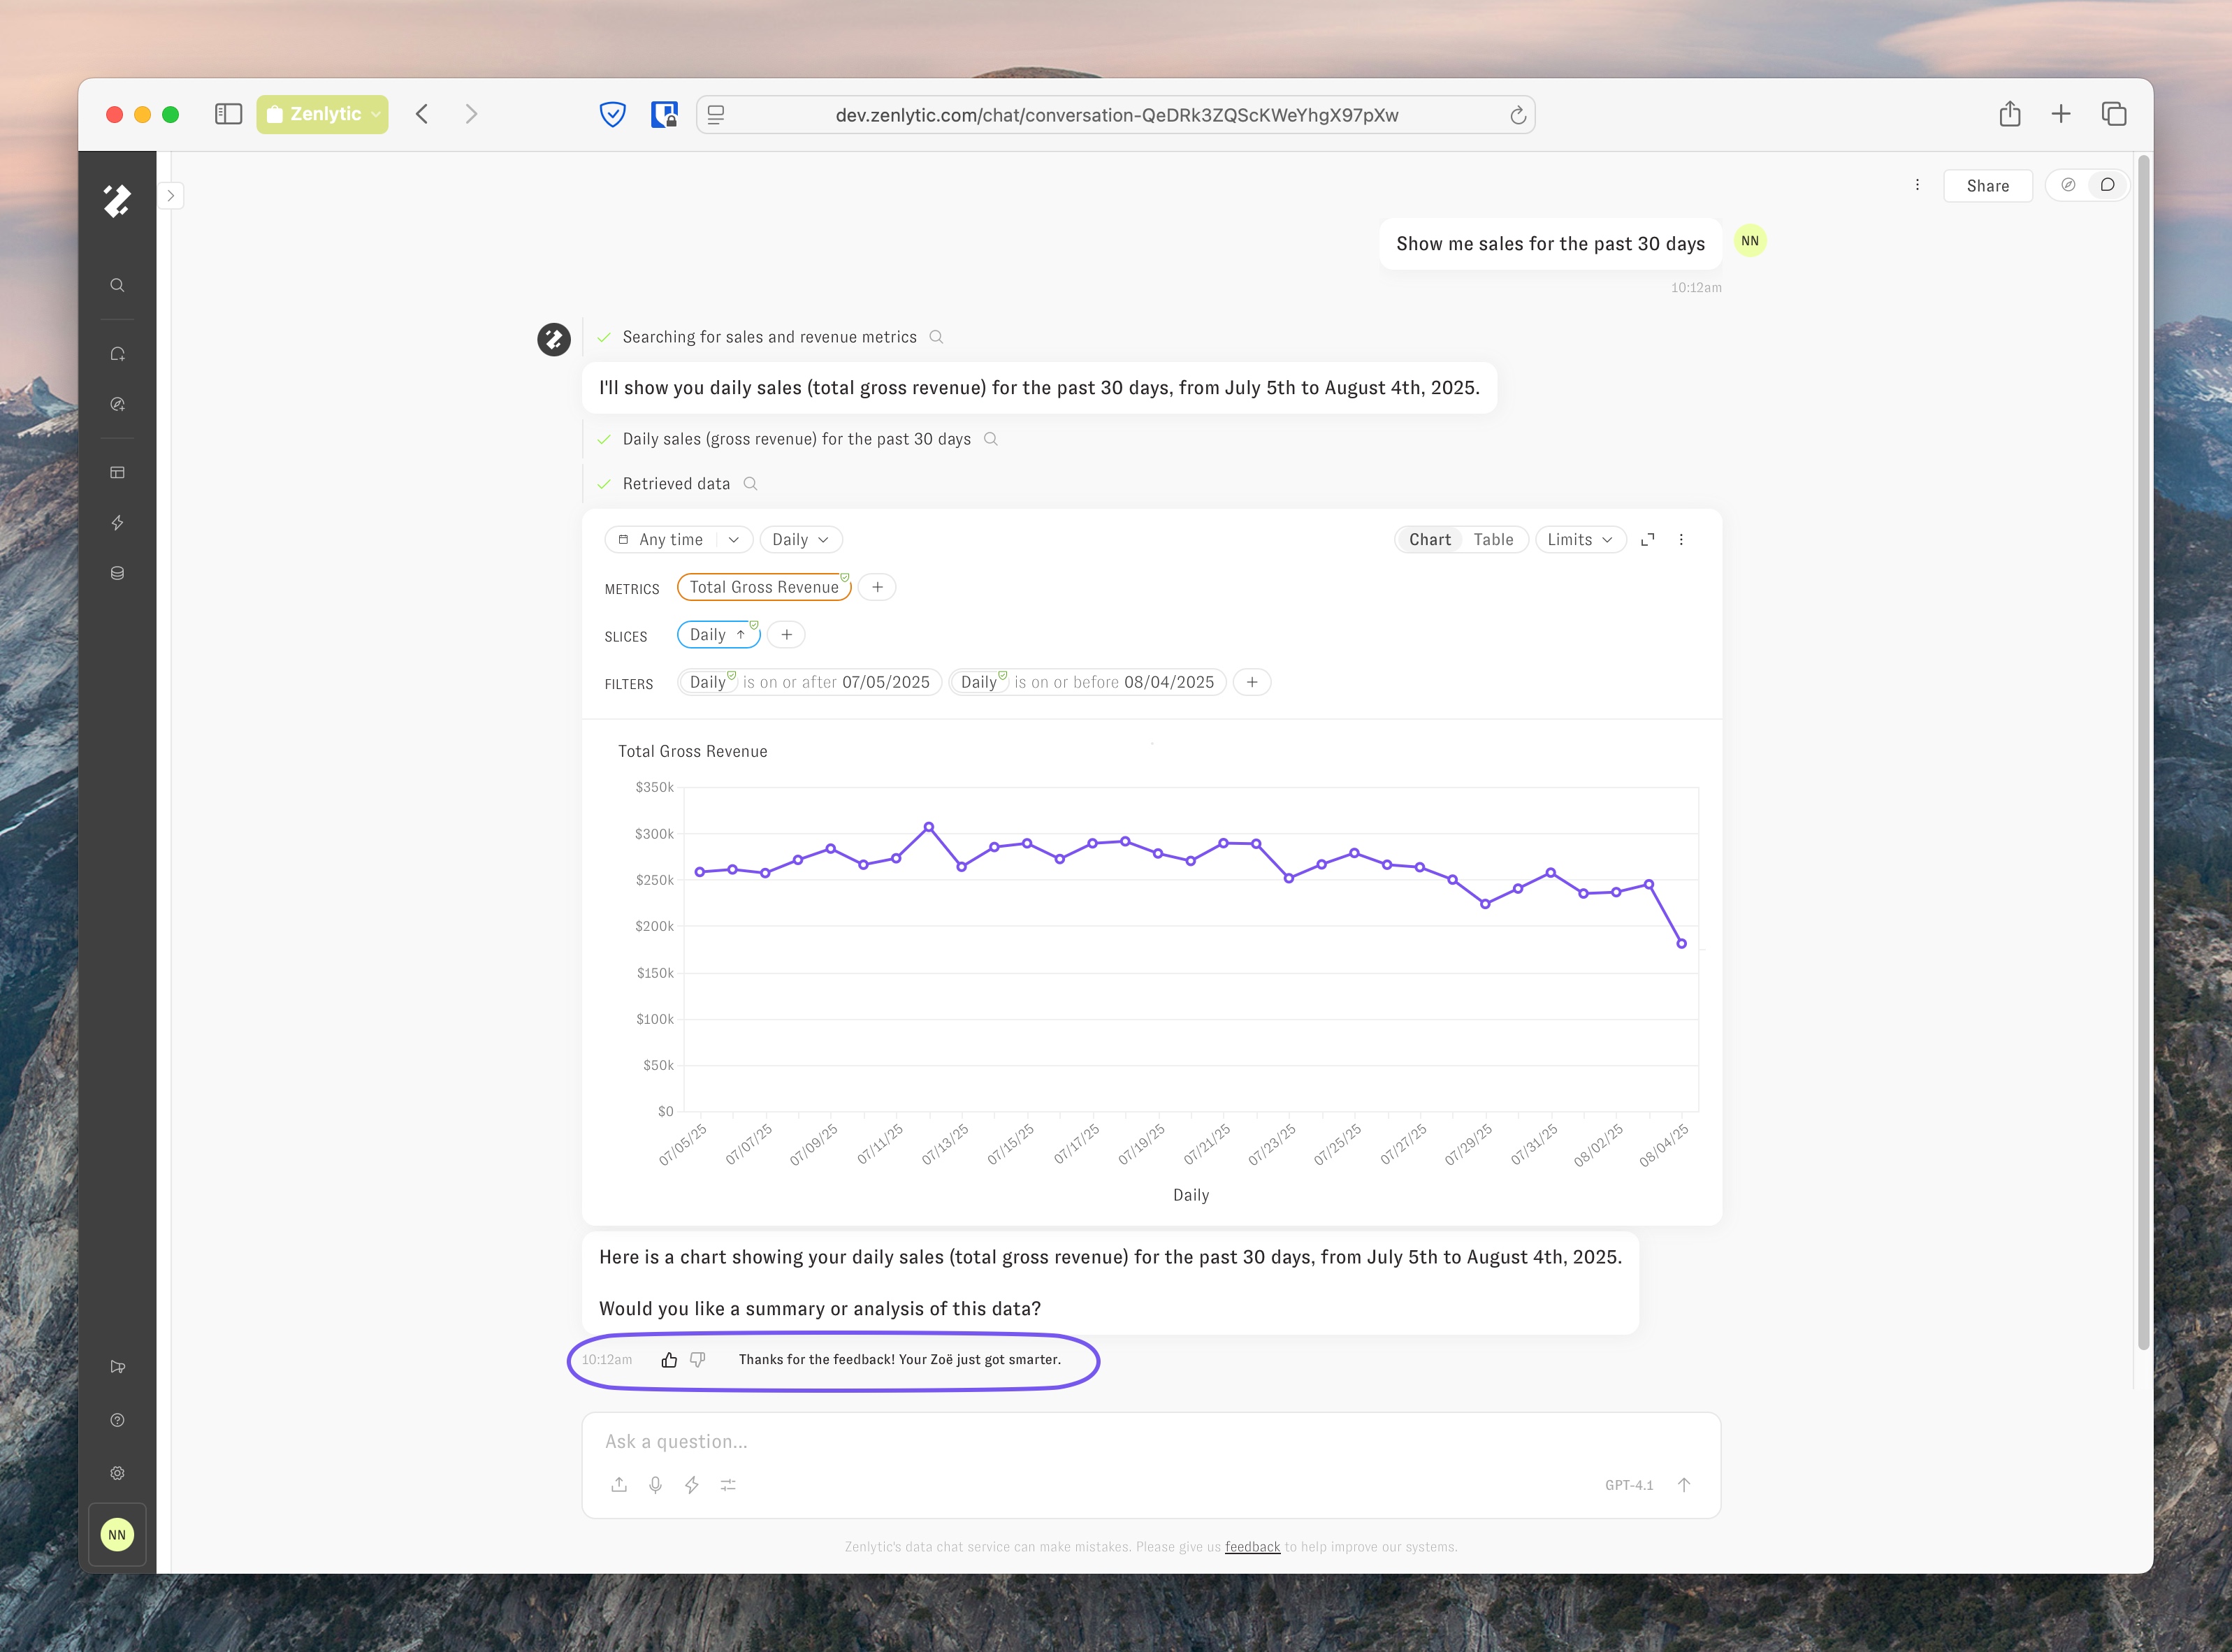 Zenlytic
dev.zenlytic.com/chat/conversation-QeDRk3ZQScKWeYhgX97pXw
Share
Show me sales for the past 30 days
NN
10:12am
Searching for sales and revenue metrics
I'll show you daily sales (total gross revenue) for the past 30 days, from July 5th to August 4th, 2025.
Daily sales (gross revenue) for the past 30 days
Retrieved data
Any time Daily Chart Table Limits
METRICS Total Gross Revenue +
SLICES Daily ↑ +
FILTERS Daily is on or after 07/05/2025 Daily is on or before 08/04/2025 +
Total Gross Revenue
$350k
$300k
$250k
$200k
$150k
$100k
$50k
$0
07/05/25 07/07/25 07/09/25 07/11/25 07/13/25 07/15/25 07/17/25 07/19/25 07/21/25 07/23/25 07/25/25 07/27/25 07/29/25 07/31/25 08/02/25 08/04/25
Daily
Here is a chart showing your daily sales (total gross revenue) for the past 30 days, from July 5th to August 4th, 2025.
Would you like a summary or analysis of this data?
10:12am Thanks for the feedback! Your Zoë just got smarter.
Ask a question...
GPT-4.1
NN
Zenlytic's data chat service can make mistakes. Please give us feedback to help improve our systems.